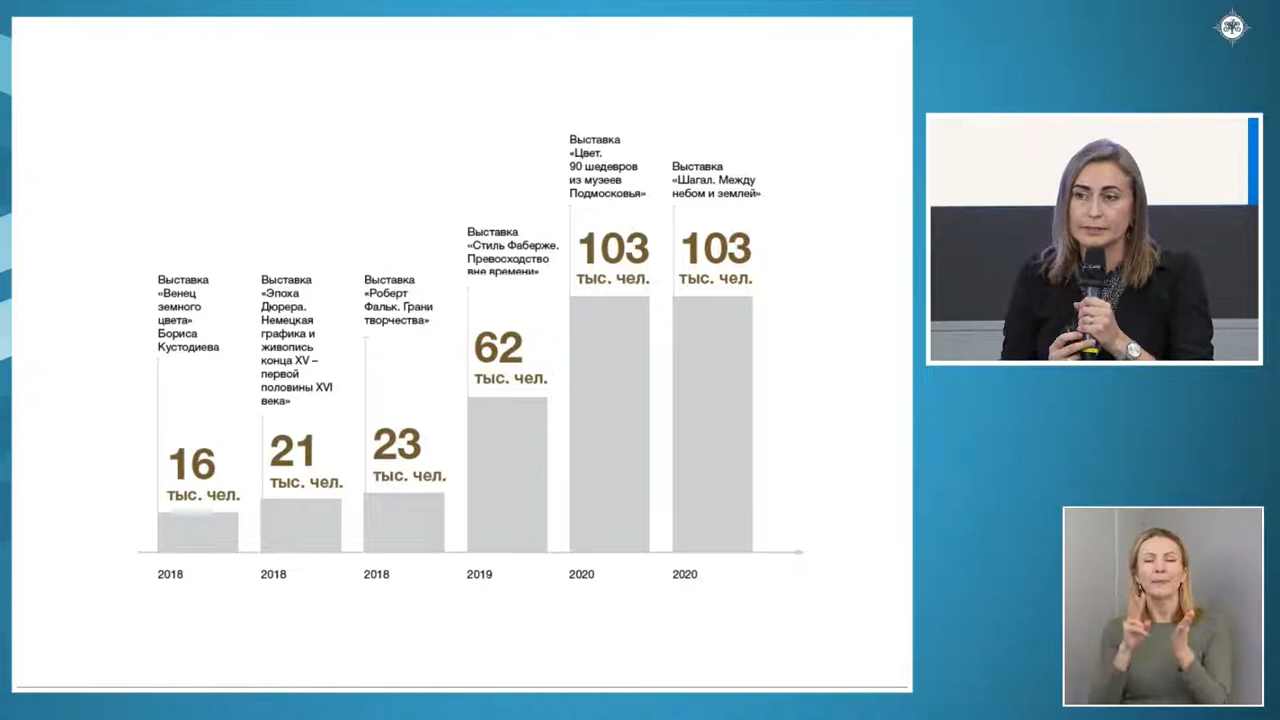 Выставка
«Венец
земного
цвета»
Бориса
Кустодиева
16
тыс. чел.
2018
Выставка
«Эпоха
Дюрера.
Немецкая
графика и
живопись
конца XV –
первой
половины XVI
века»
21
тыс. чел.
2018
Выставка
«Роберт
Фальк. Грани
творчества»
23
тыс. чел.
2018
Выставка
«Стиль Фаберже.
Превосходство
вне времени»
62
тыс. чел.
2019
Выставка
«Цвет.
90 шедевров
из музеев
Подмосковья»
103
тыс. чел.
2020
Выставка
«Шагал. Между
небом и землей»
103
тыс. чел.
2020